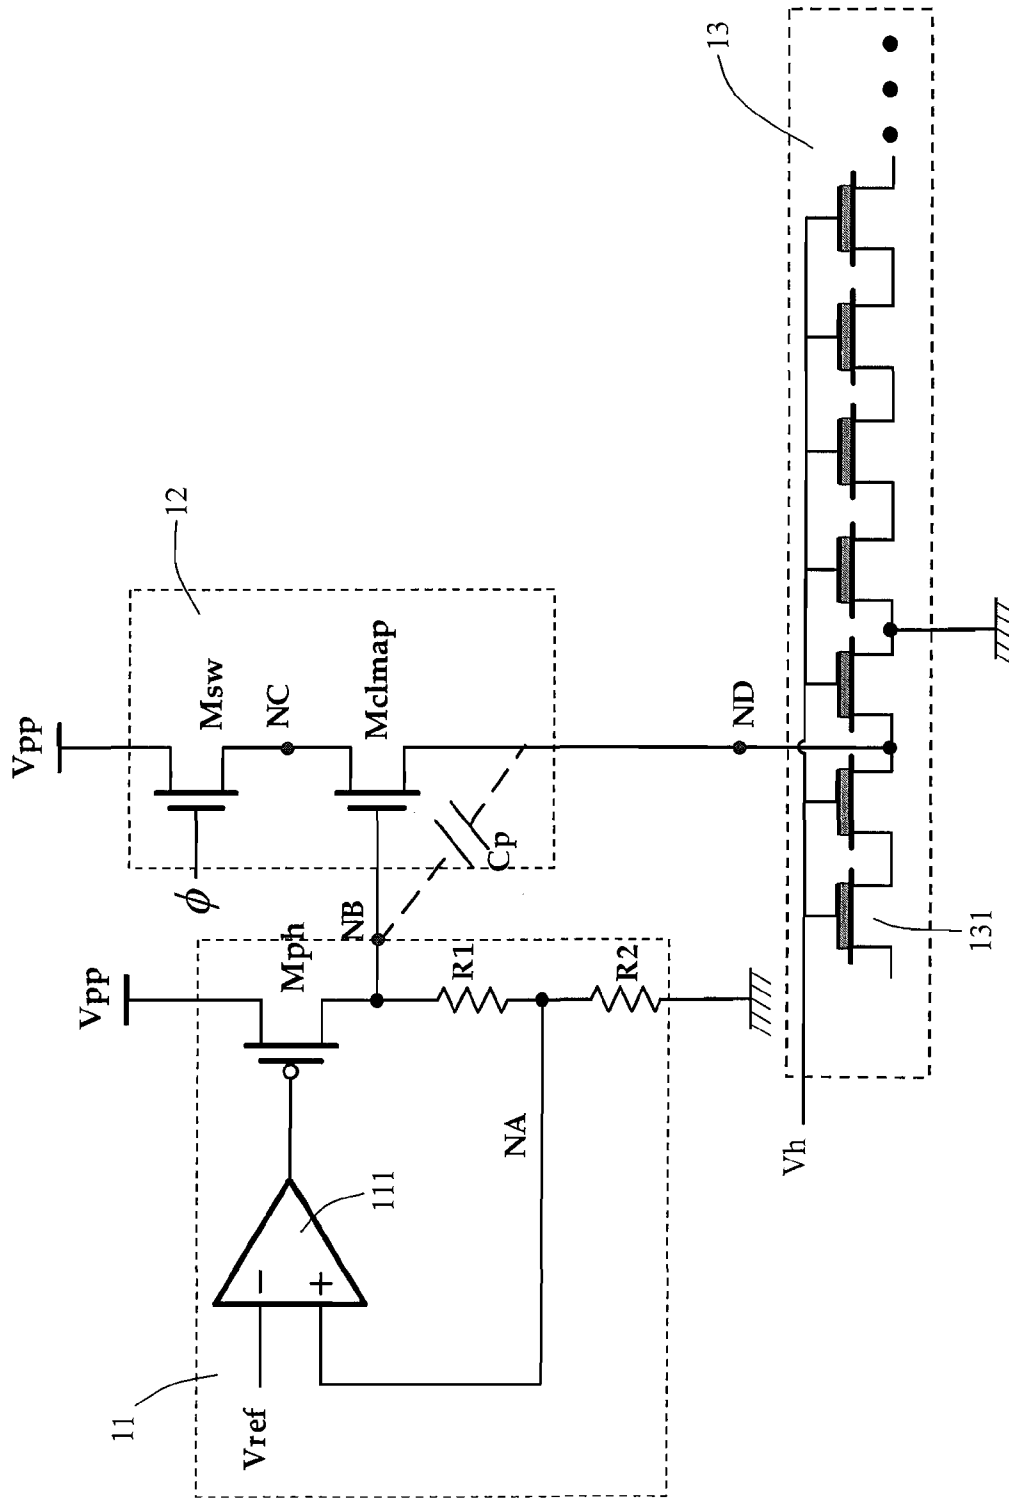 11
Vref
−
+
111
Vpp
Mph
NB
R1
NA
R2
12
Vpp
ϕ
Msw
NC
Mclmap
Cp
ND
13
Vh
131